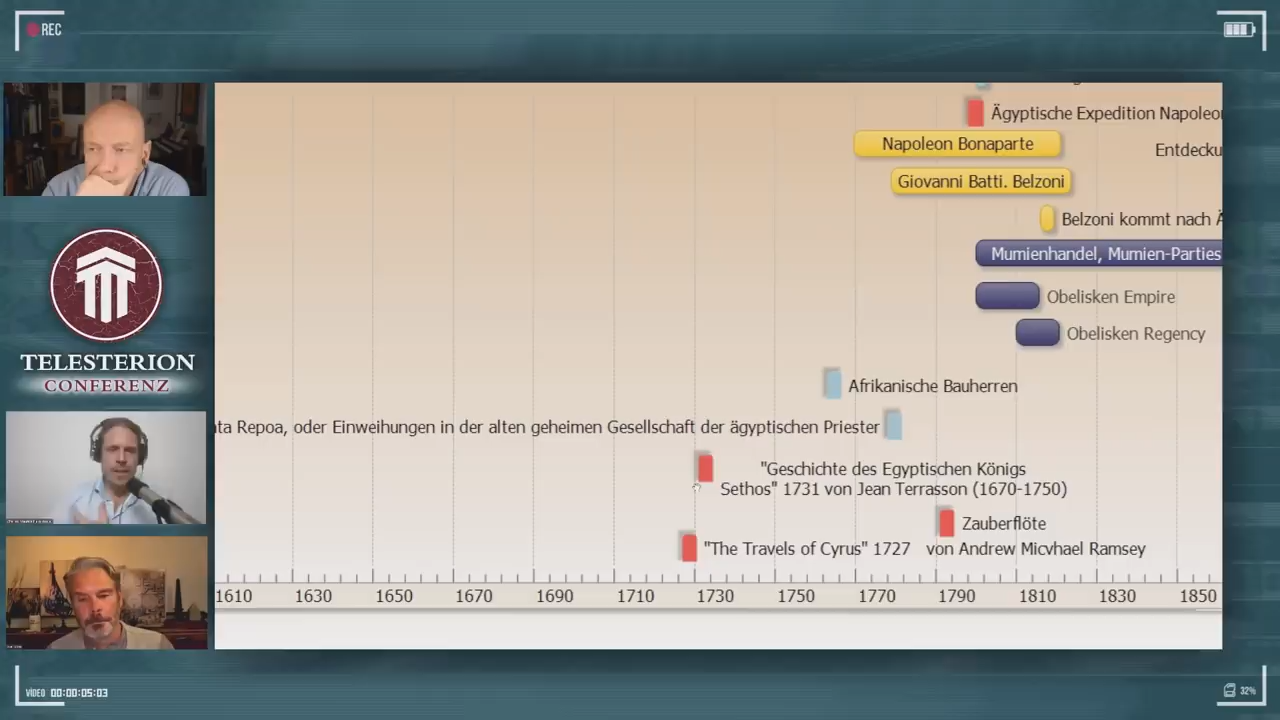 REC
Ägyptische Expedition Napoleo
Napoleon Bonaparte
Entdecku
Giovanni Batti. Belzoni
Belzoni kommt nach Ä
Mumienhandel, Mumien-Parties
Obelisken Empire
Obelisken Regency
TELESTERION
CONFERENZ
Afrikanische Bauherren
ata Repoa, oder Einweihungen in der alten geheimen Gesellschaft der ägyptischen Priester
"Geschichte des Egyptischen Königs
Sethos" 1731 von Jean Terrasson (1670-1750)
Zauberflöte
"The Travels of Cyrus" 1727 von Andrew Micvhael Ramsey
1610 1630 1650 1670 1690 1710 1730 1750 1770 1790 1810 1830 1850
VÍDEO 00:00:05:03
32%